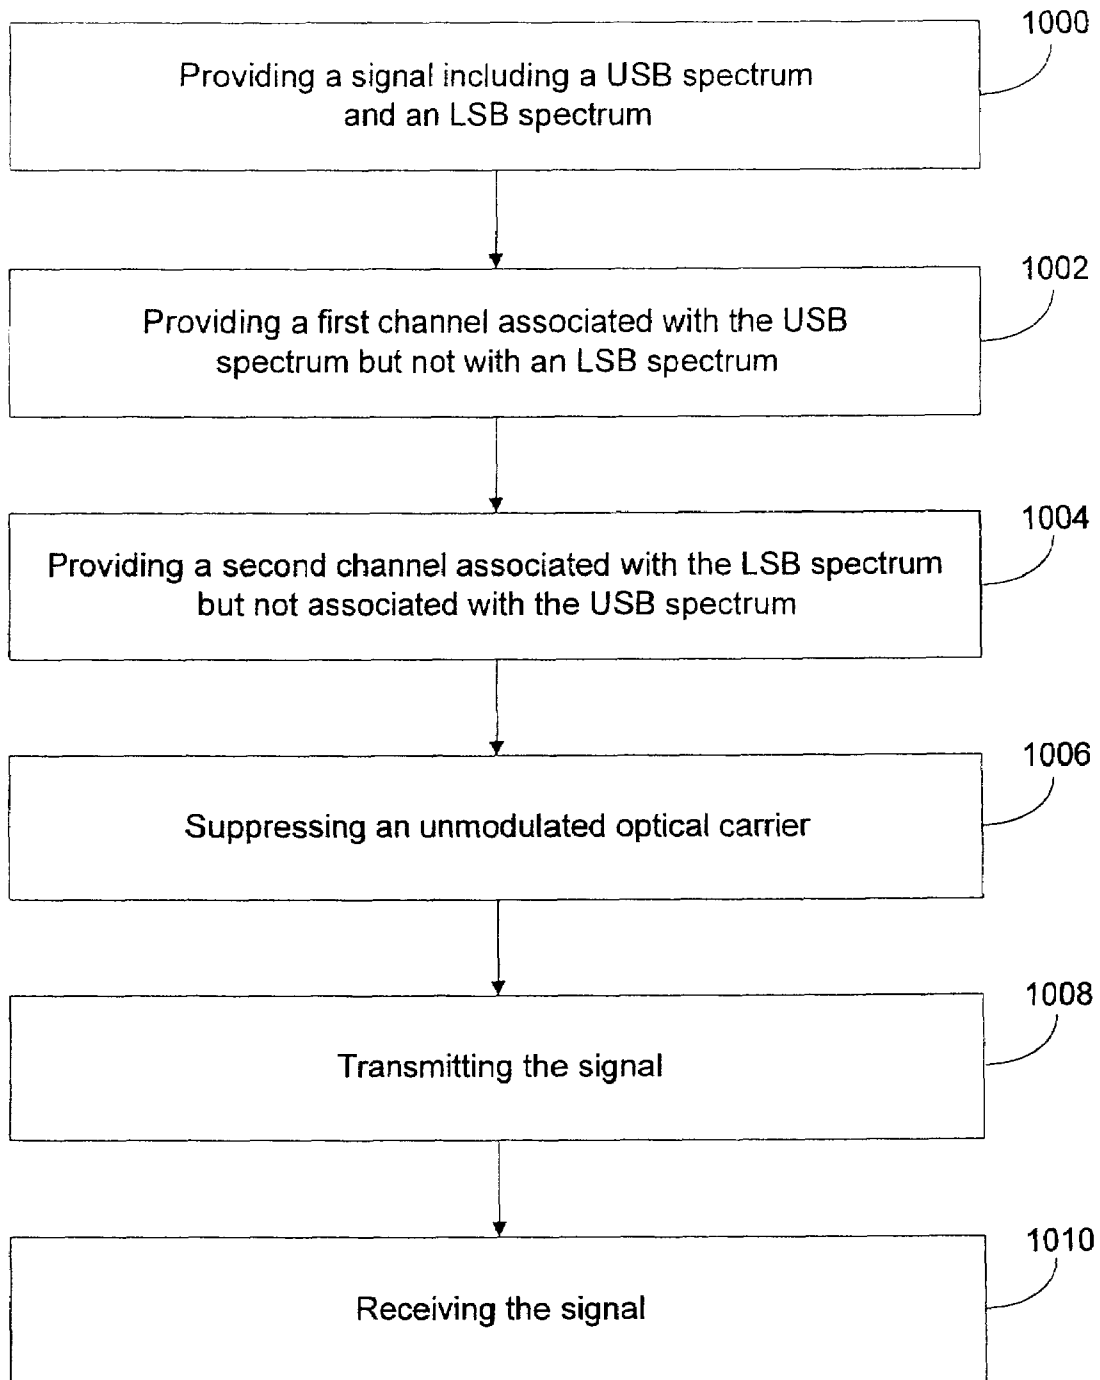 1000
Providing a signal including a USB spectrum
and an LSB spectrum
1002
Providing a first channel associated with the USB
spectrum but not with an LSB spectrum
1004
Providing a second channel associated with the LSB spectrum
but not associated with the USB spectrum
1006
Suppressing an unmodulated optical carrier
1008
Transmitting the signal
1010
Receiving the signal